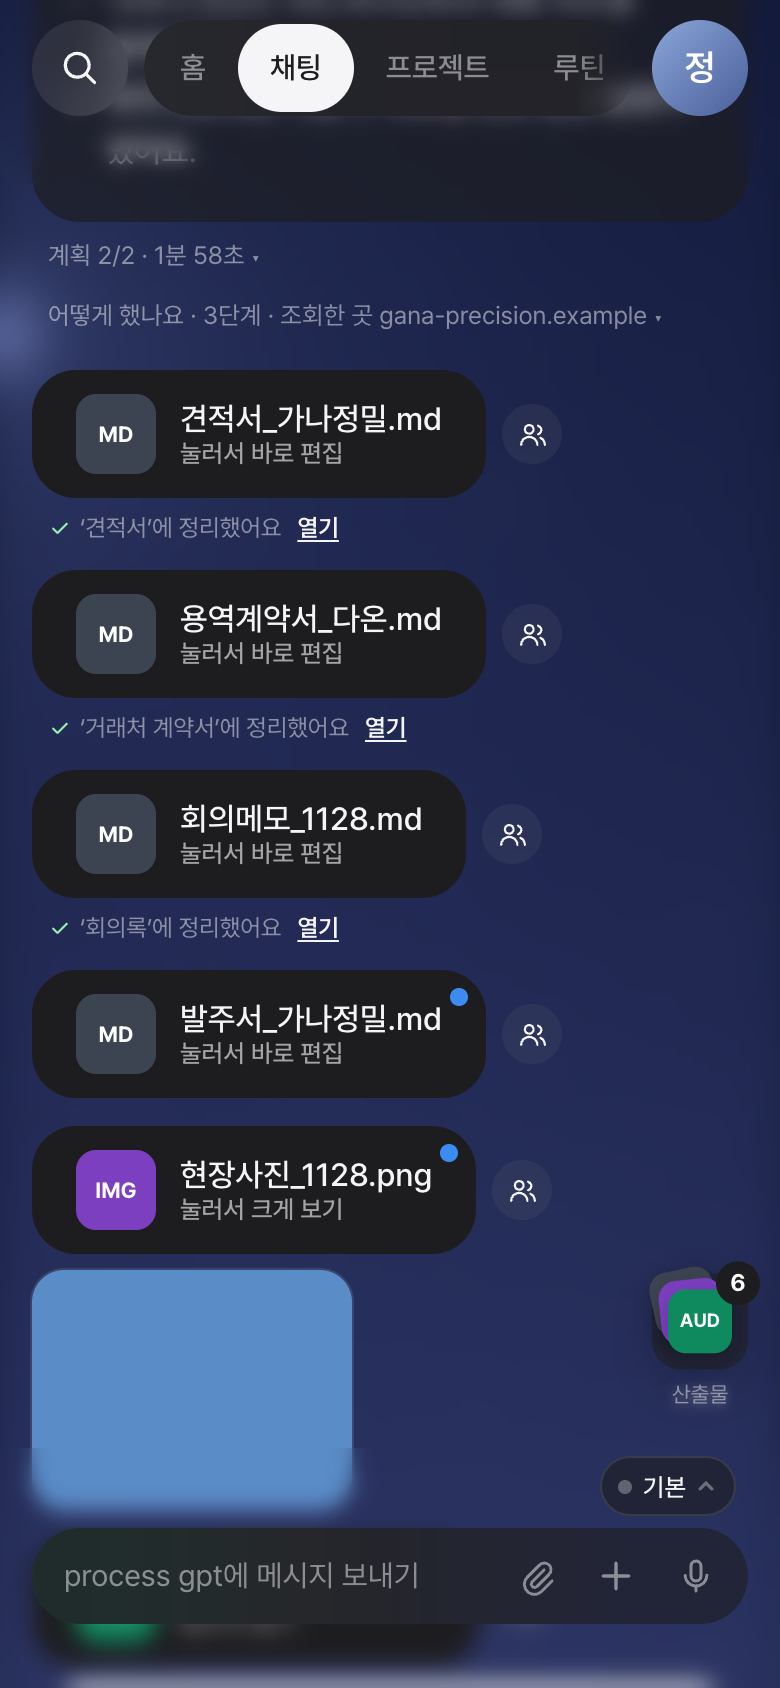 홈
채팅
프로젝트
루틴
정
했어요.
계획 2/2 · 1분 58초
어떻게 했나요 · 3단계 · 조회한 곳 gana-precision.example
MD
견적서_가나정밀.md
눌러서 바로 편집
‘견적서’에 정리했어요 열기
MD
용역계약서_다온.md
눌러서 바로 편집
‘거래처 계약서’에 정리했어요 열기
MD
회의메모_1128.md
눌러서 바로 편집
‘회의록’에 정리했어요 열기
MD
발주서_가나정밀.md
눌러서 바로 편집
IMG
현장사진_1128.png
눌러서 크게 보기
6
AUD
산출물
기본
process gpt에 메시지 보내기